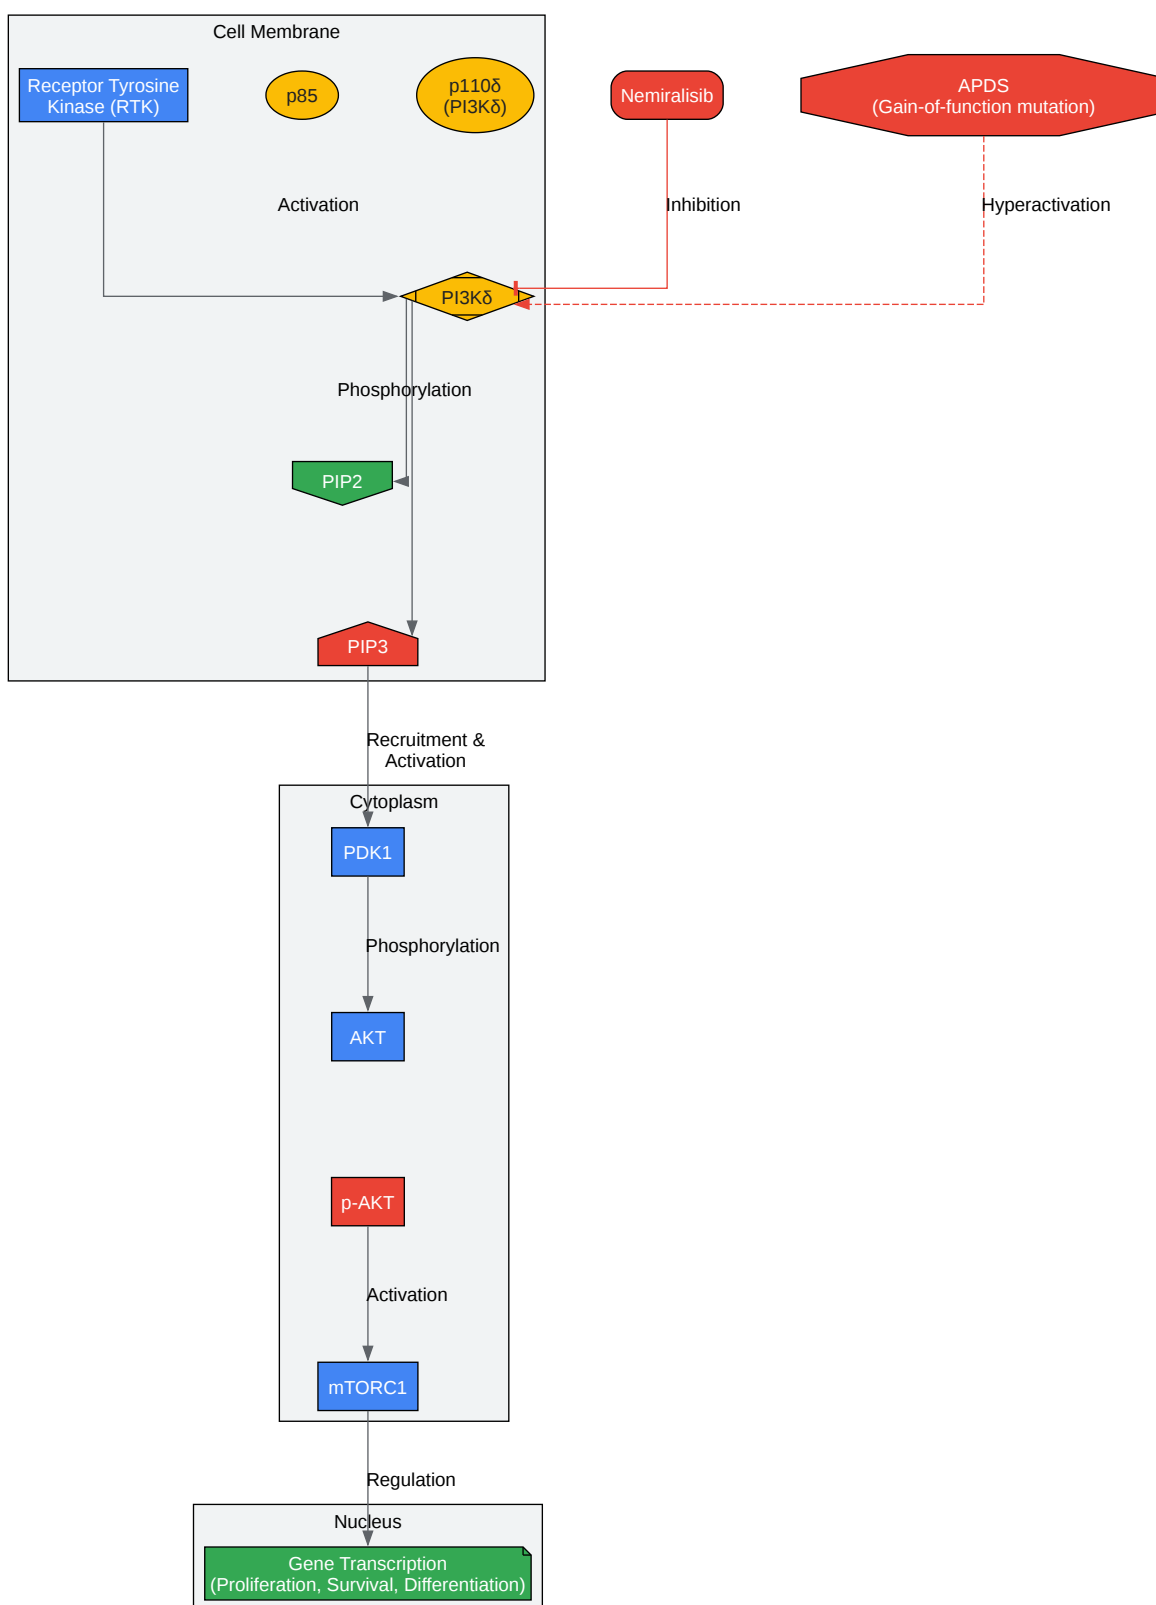 Cell Membrane
Receptor Tyrosine
Kinase (RTK)
p85
p110δ
(PI3Kδ)
Nemiralisib
APDS
(Gain-of-function mutation)
Activation
Inhibition
Hyperactivation
PI3Kδ
Phosphorylation
PIP2
PIP3
Recruitment &
Activation
Cytoplasm
PDK1
Phosphorylation
AKT
p-AKT
Activation
mTORC1
Regulation
Nucleus
Gene Transcription
(Proliferation, Survival, Differentiation)